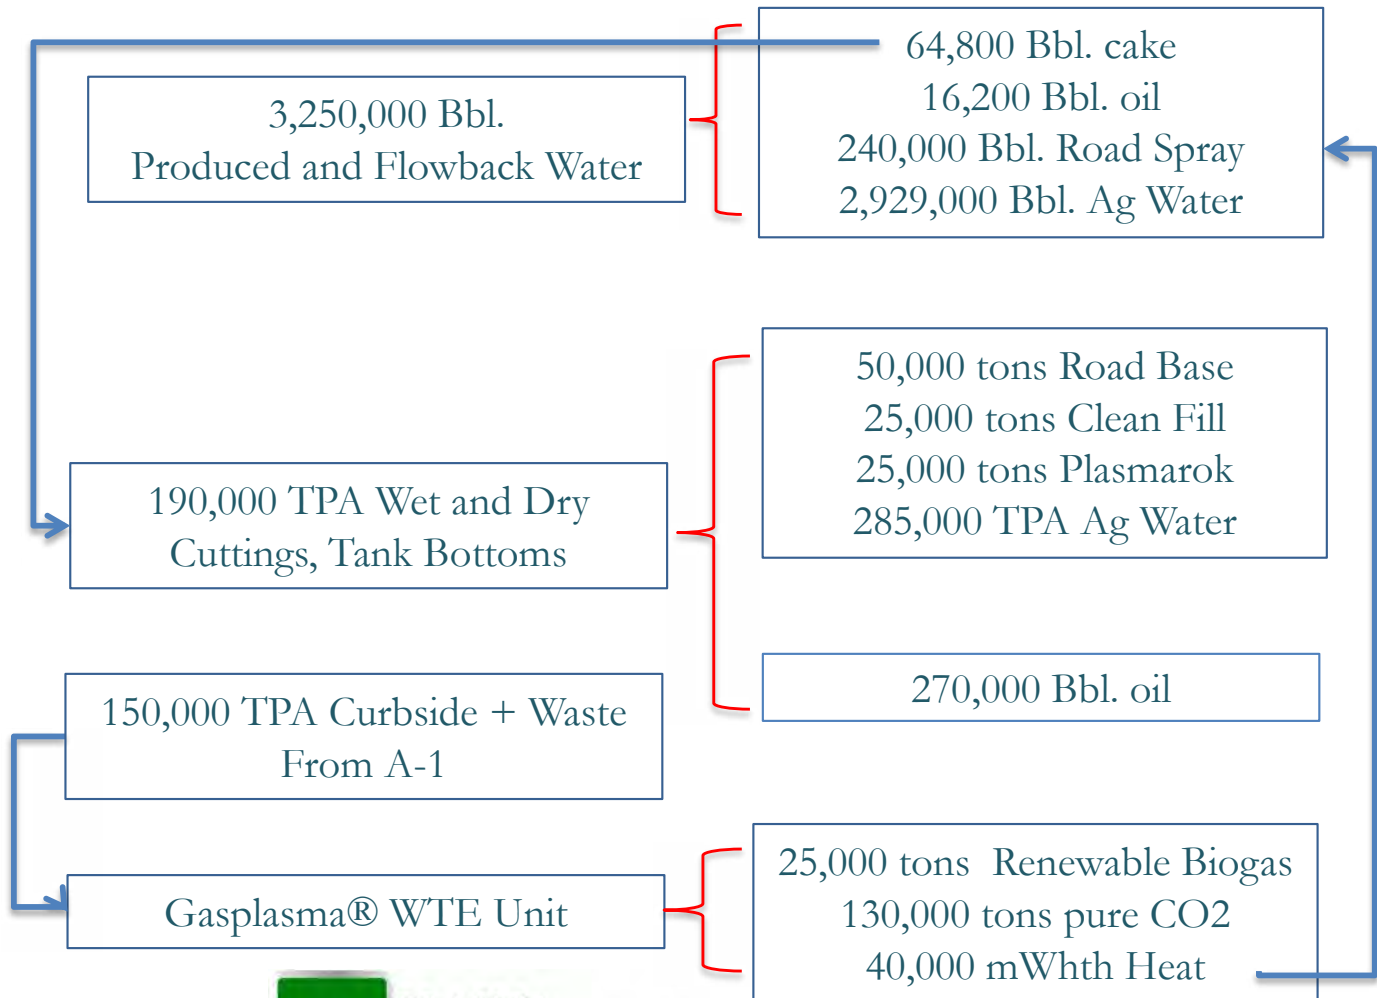 3,250,000 Bbl.
Produced and Flowback Water
64,800 Bbl. cake
16,200 Bbl. oil
240,000 Bbl. Road Spray
2,929,000 Bbl. Ag Water
190,000 TPA Wet and Dry
Cuttings, Tank Bottoms
50,000 tons Road Base
25,000 tons Clean Fill
25,000 tons Plasmarok
285,000 TPA Ag Water
270,000 Bbl. oil
150,000 TPA Curbside + Waste
From A-1
Gasplasma® WTE Unit
25,000 tons  Renewable Biogas
130,000 tons pure CO2
40,000 mWhth Heat